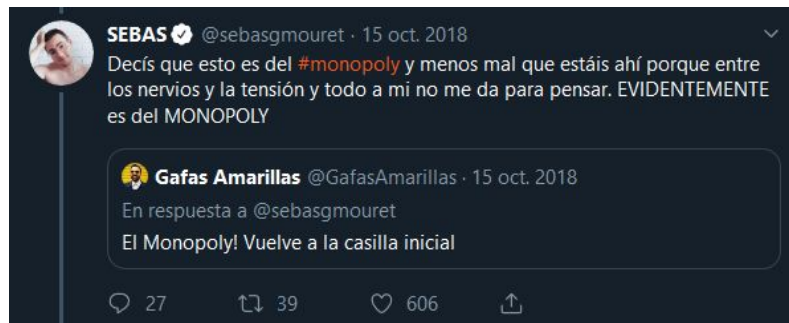 SEBAS @sebasgmouret · 15 oct. 2018
Decís que esto es del #monopoly y menos mal que estáis ahí porque entre
los nervios y la tensión y todo a mi no me da para pensar. EVIDENTEMENTE
es del MONOPOLY
Gafas Amarillas @GafasAmarillas · 15 oct. 2018
En respuesta a @sebasgmouret
El Monopoly! Vuelve a la casilla inicial
27 39 606